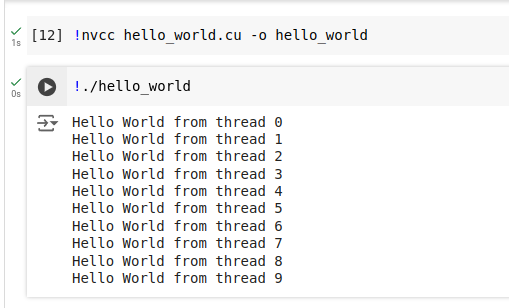 [12] !nvcc hello_world.cu -o hello_world
1s
!./hello_world
0s
Hello World from thread 0
Hello World from thread 1
Hello World from thread 2
Hello World from thread 3
Hello World from thread 4
Hello World from thread 5
Hello World from thread 6
Hello World from thread 7
Hello World from thread 8
Hello World from thread 9